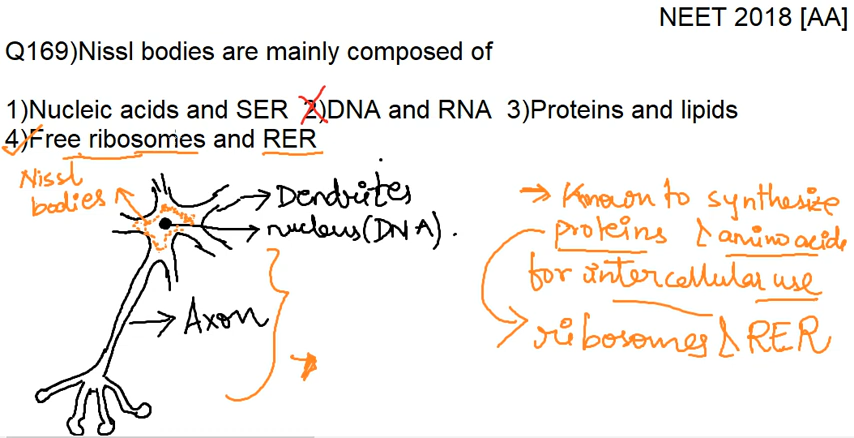 NEET 2018 [AA]
Q169)Nissl bodies are mainly composed of
1)Nucleic acids and SER 2)DNA and RNA 3)Proteins and lipids
4)Free ribosomes and RER
Nissl
bodies
Dendrites
nucleus(DNA).
Axon
→ Known to synthesize
proteins & aminoacids
for intercellular use
ribosomes & RER